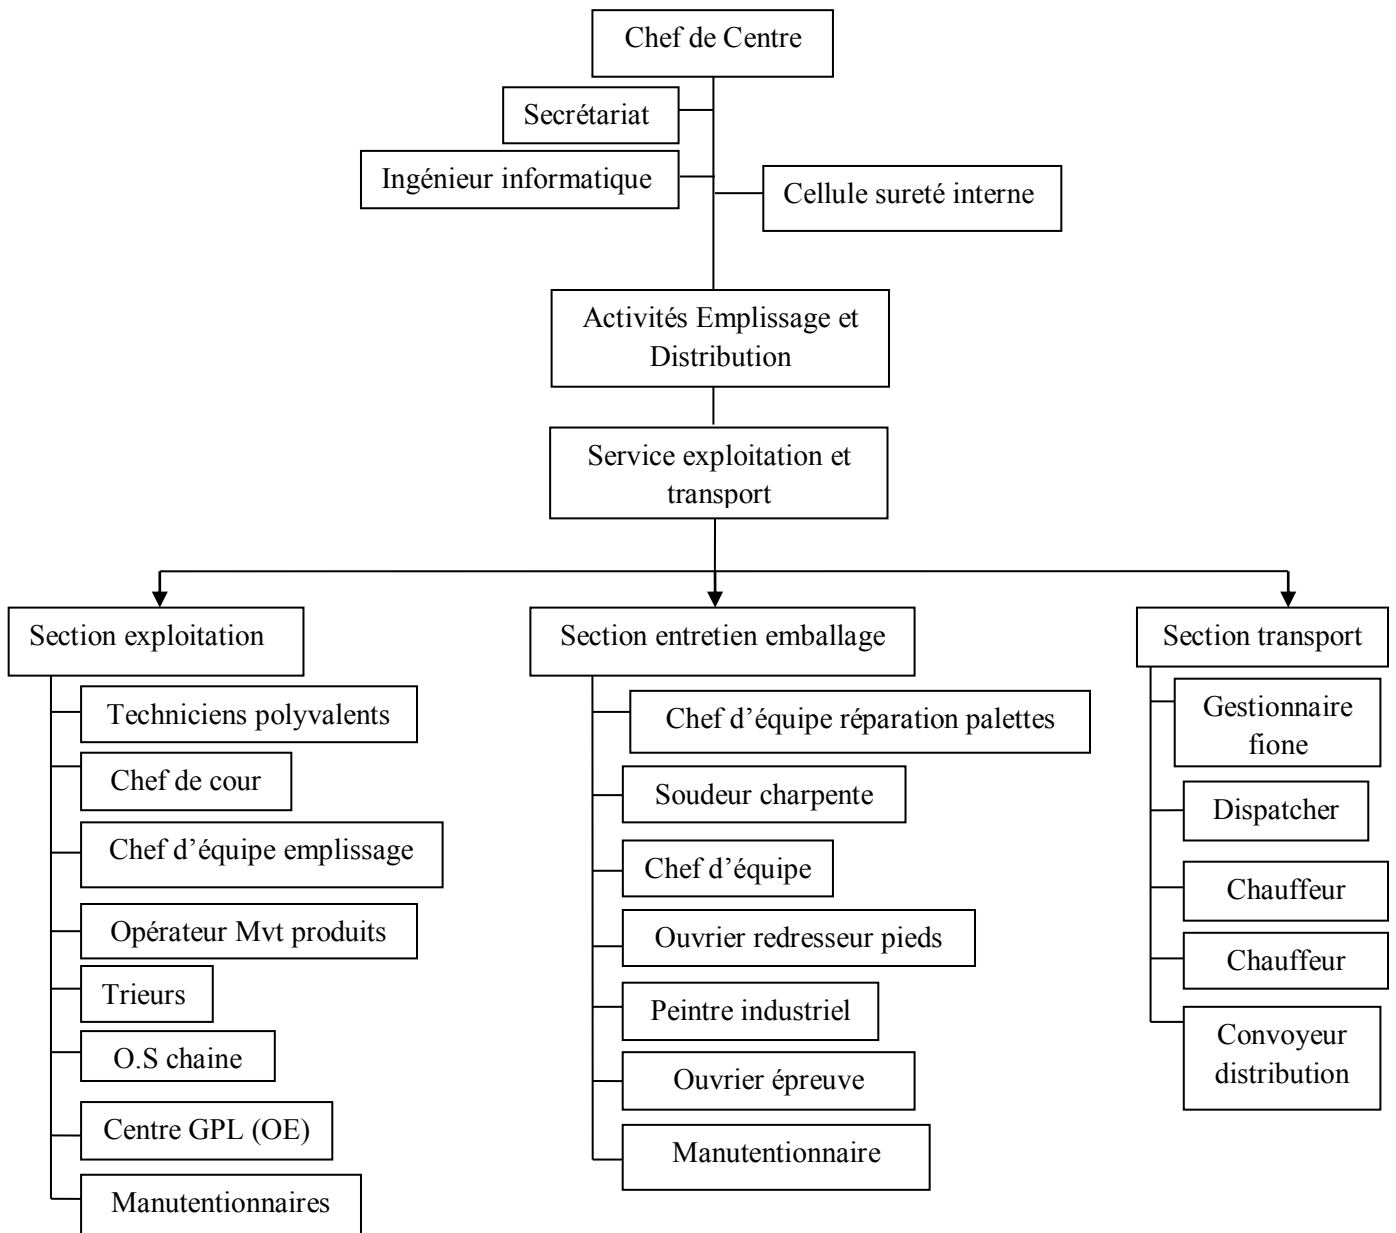 Chef de Centre
Secrétariat
Ingénieur informatique
Cellule sureté interne
Activités Emplissage et
Distribution
Service exploitation et
transport
Section exploitation
Techniciens polyvalents
Chef de cour
Chef d’équipe emplissage
Opérateur Mvt produits
Trieurs
O.S chaine
Centre GPL (OE)
Manutentionnaires
Section entretien emballage
Chef d’équipe réparation palettes
Soudeur charpente
Chef d’équipe
Ouvrier redresseur pieds
Peintre industriel
Ouvrier épreuve
Manutentionnaire
Section transport
Gestionnaire
fione
Dispatcher
Chauffeur
Chauffeur
Convoyeur
distribution